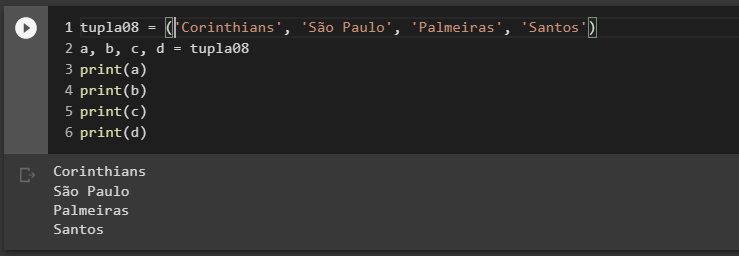 1 tupla08 = ('Corinthians', 'São Paulo', 'Palmeiras', 'Santos')
2 a, b, c, d = tupla08
3 print(a)
4 print(b)
5 print(c)
6 print(d)
Corinthians
São Paulo
Palmeiras
Santos